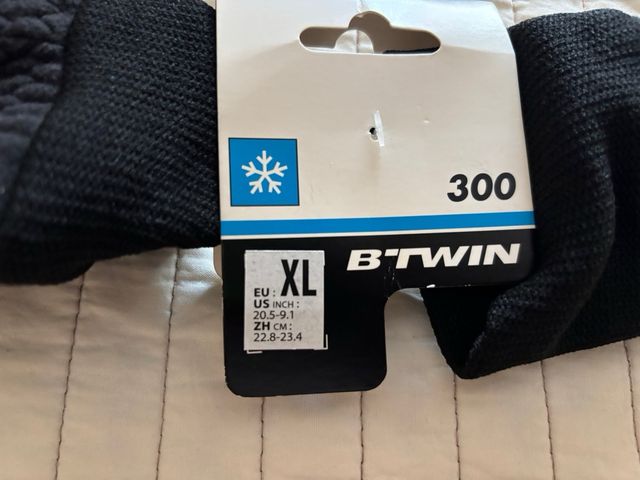 300
B'TWIN
EU : XL
US INCH :
20.5-9.1
ZH CM :
22.8-23.4